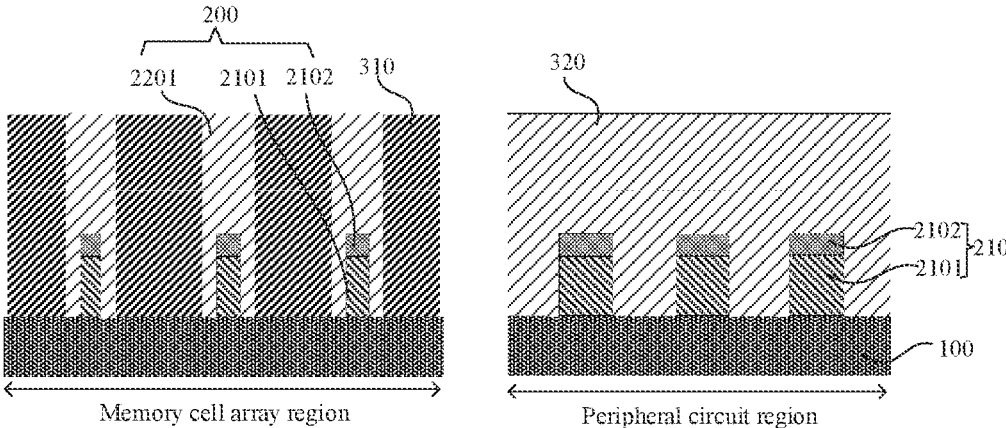 200
2201 2101 2102 310
320
2102
2101
210
100
Memory cell array region
Peripheral circuit region